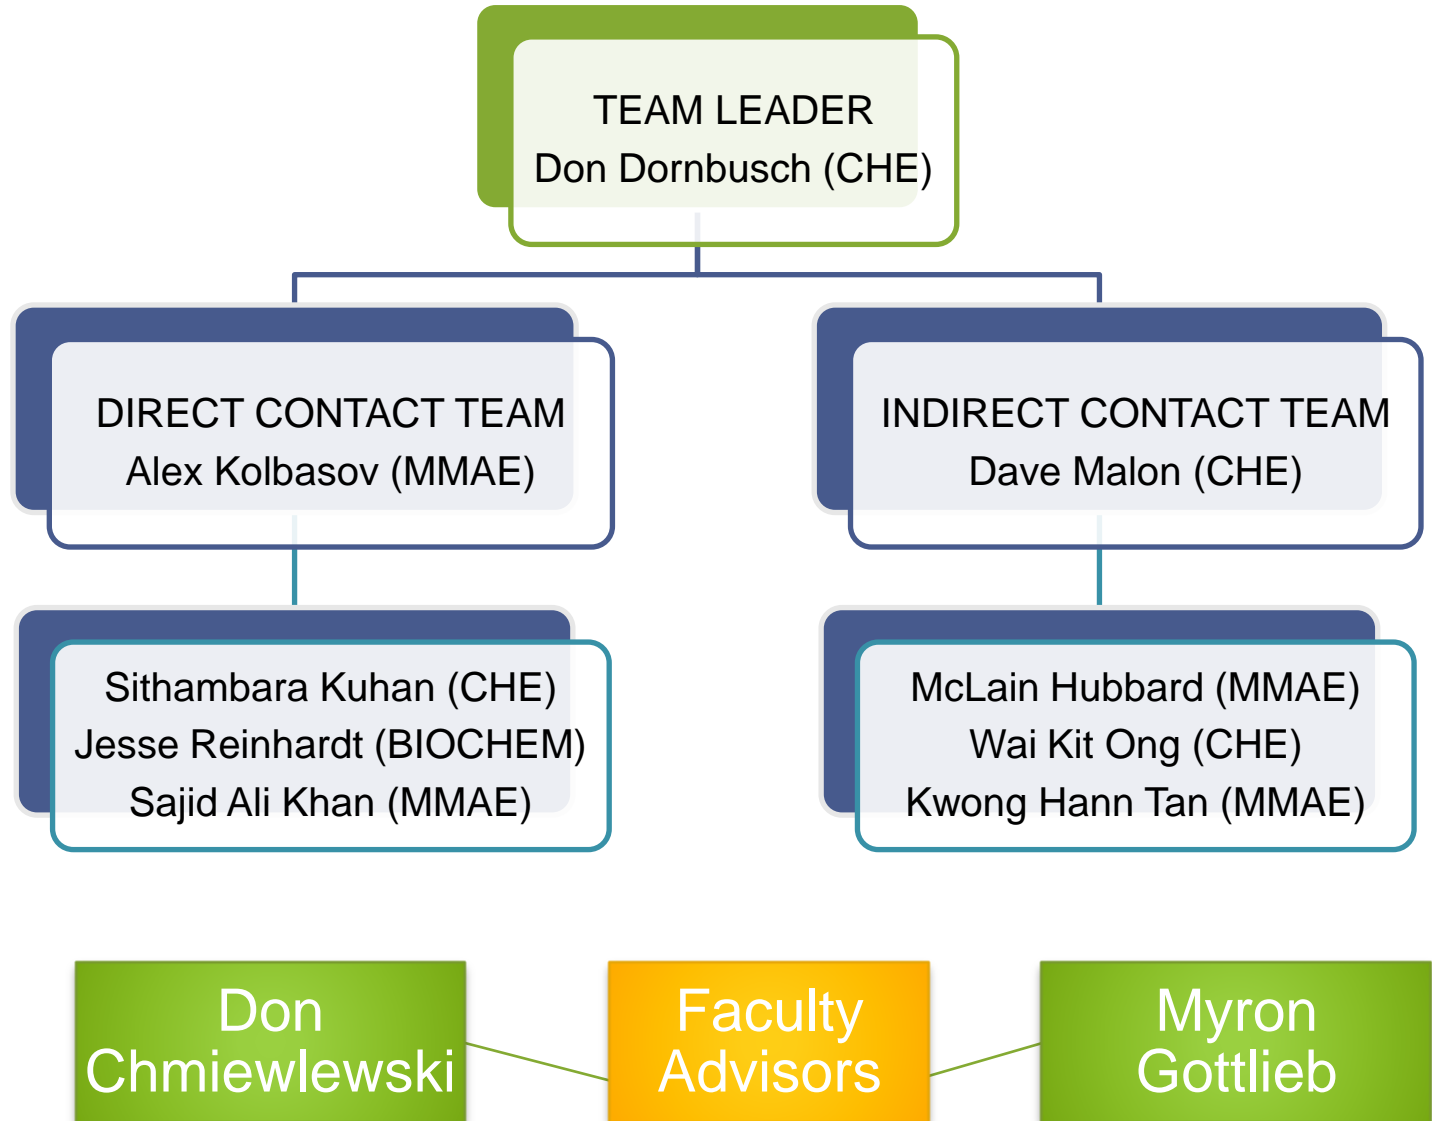 TEAM LEADER
Don Dornbusch (CHE)
DIRECT CONTACT TEAM
Alex Kolbasov (MMAE)
INDIRECT CONTACT TEAM
Dave Malon (CHE)
Sithambara Kuhan (CHE)
Jesse Reinhardt (BIOCHEM)
Sajid Ali Khan (MMAE)
McLain Hubbard (MMAE)
Wai Kit Ong (CHE)
Kwong Hann Tan (MMAE)
Don
Chmiewlewski
Faculty
Advisors
Myron
Gottlieb